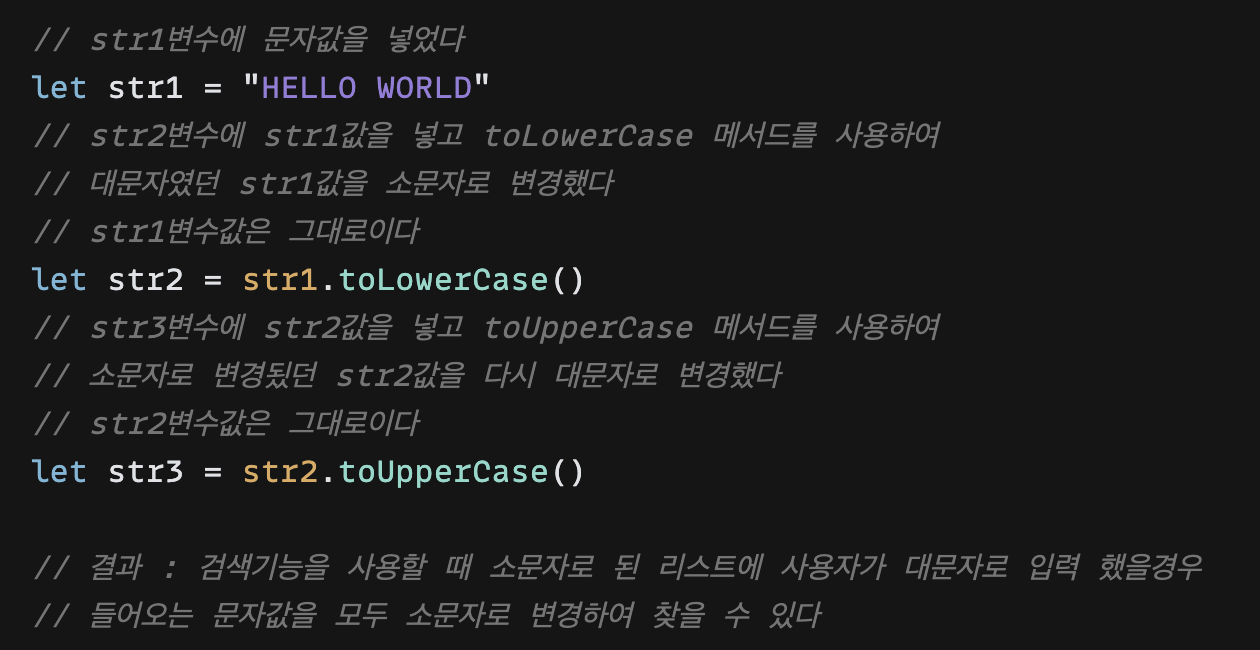 // str1변수에 문자값을 넣었다
let str1 = "HELLO WORLD"
// str2변수에 str1값을 넣고 toLowerCase 메서드를 사용하여
// 대문자였던 str1값을 소문자로 변경했다
// str1변수값은 그대로이다
let str2 = str1.toLowerCase()
// str3변수에 str2값을 넣고 toUpperCase 메서드를 사용하여
// 소문자로 변경됬던 str2값을 다시 대문자로 변경했다
// str2변수값은 그대로이다
let str3 = str2.toUpperCase()
// 결과 : 검색기능을 사용할 때 소문자로 된 리스트에 사용자가 대문자로 입력 했을경우
// 들어오는 문자값을 모두 소문자로 변경하여 찾을 수 있다